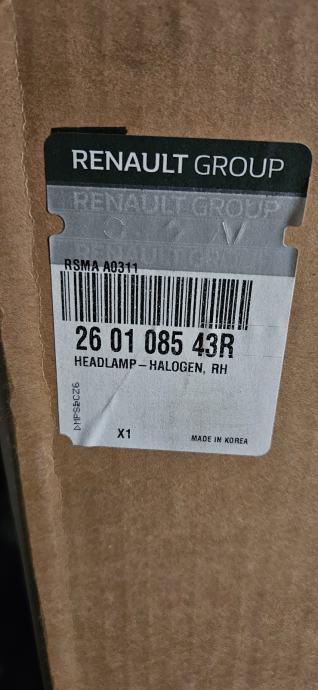 RENAULT GROUP
RENAULT GROUP
RSMA A0311
26 01 085 43R
HEADLAMP-HALOGEN, RH
X1
MADE IN KOREA